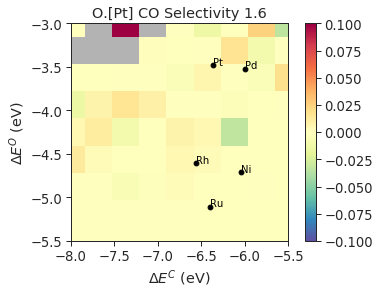 O.[Pt] CO Selectivity 1.6
−3.0
−3.5
−4.0
−4.5
−5.0
−5.5
ΔE^O (eV)
Pt
Pd
Rh
Ni
Ru
−8.0 −7.5 −7.0 −6.5 −6.0 −5.5
ΔE^C (eV)
0.100
0.075
0.050
0.025
0.000
−0.025
−0.050
−0.075
−0.100